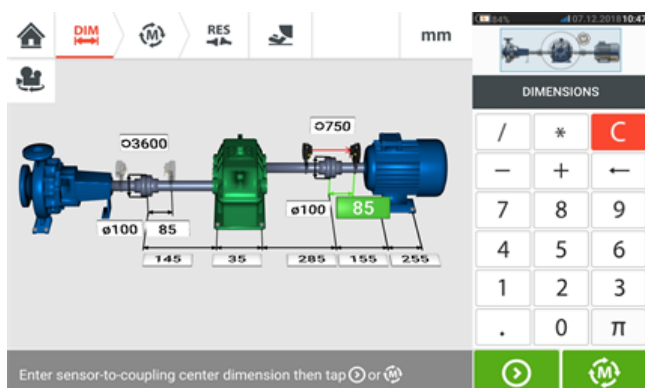 DIM
M
RES
mm
84%
07.12.2018 10:47
DIMENSIONS
3600
750
ø100
85
ø100
85
145
35
285
155
255
/
*
C
−
+
←
7
8
9
4
5
6
1
2
3
.
0
π
Enter sensor-to-coupling center dimension then tap or M
M